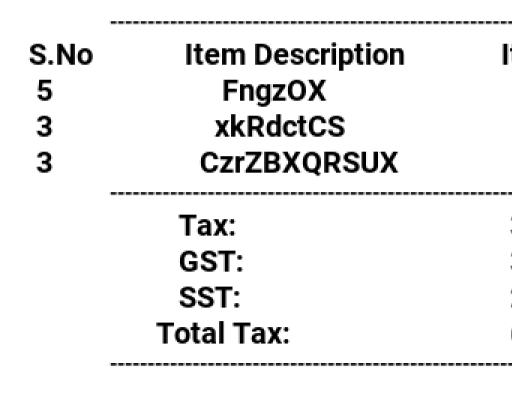 S.No Item Description
5 FngzOX
3 xkRdctCS
3 CzrZBXQRSUX
Tax:
GST:
SST:
Total Tax: